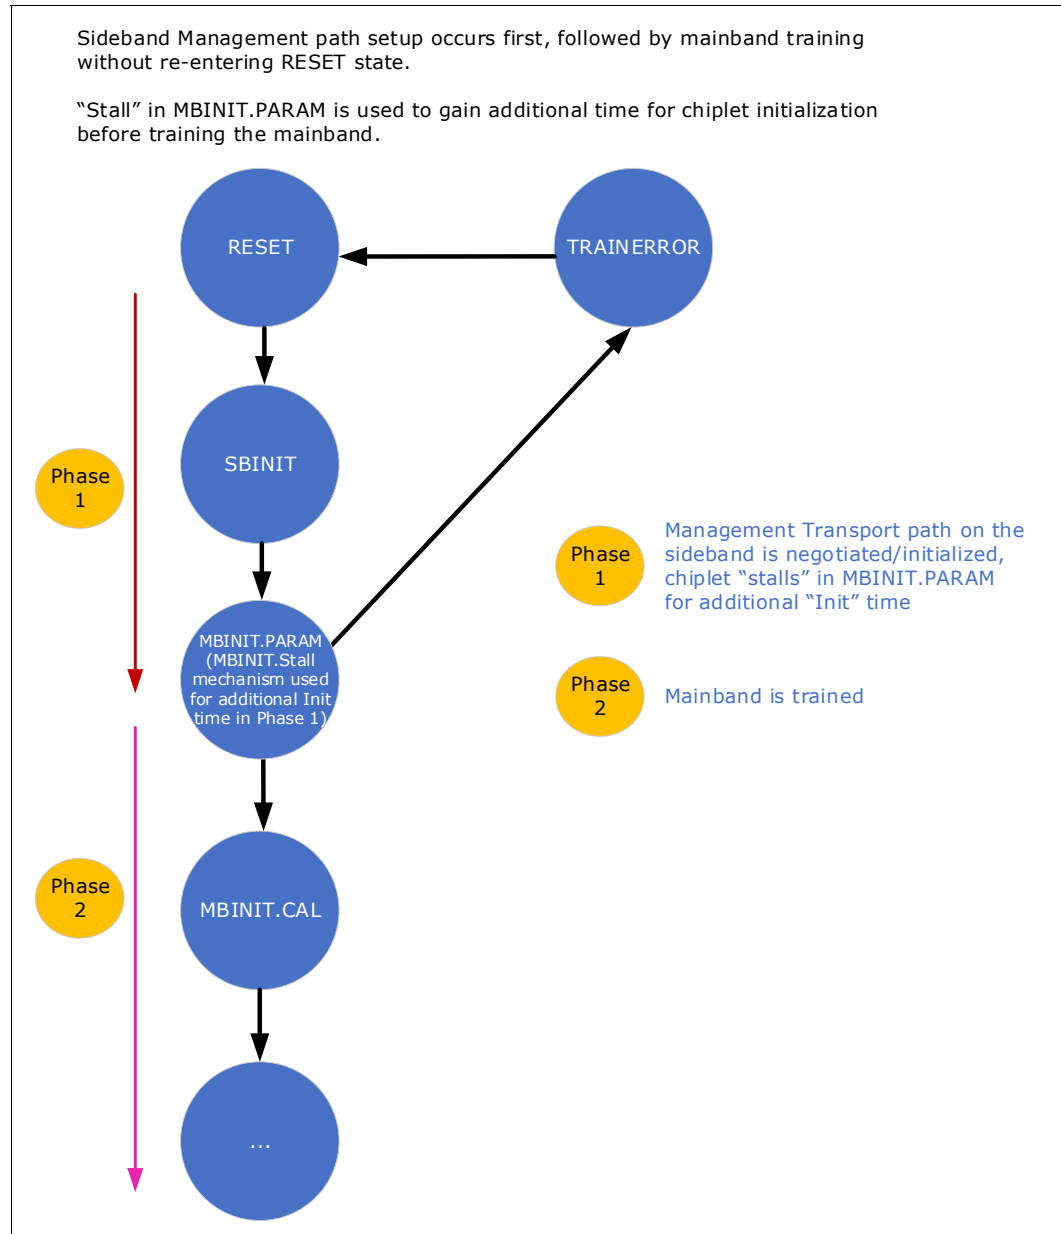 Sideband Management path setup occurs first, followed by mainband training
without re-entering RESET state.
“Stall” in MBINIT.PARAM is used to gain additional time for chiplet initialization
before training the mainband.
RESET
TRAINERROR
SBINIT
Phase
1
Phase
1
Management Transport path on the
sideband is negotiated/initialized,
chiplet “stalls” in MBINIT.PARAM
for additional “Init” time
MBINIT.PARAM
(MBINIT.Stall
mechanism used
for additional Init
time in Phase 1)
Phase
2
Mainband is trained
Phase
2
MBINIT.CAL
...